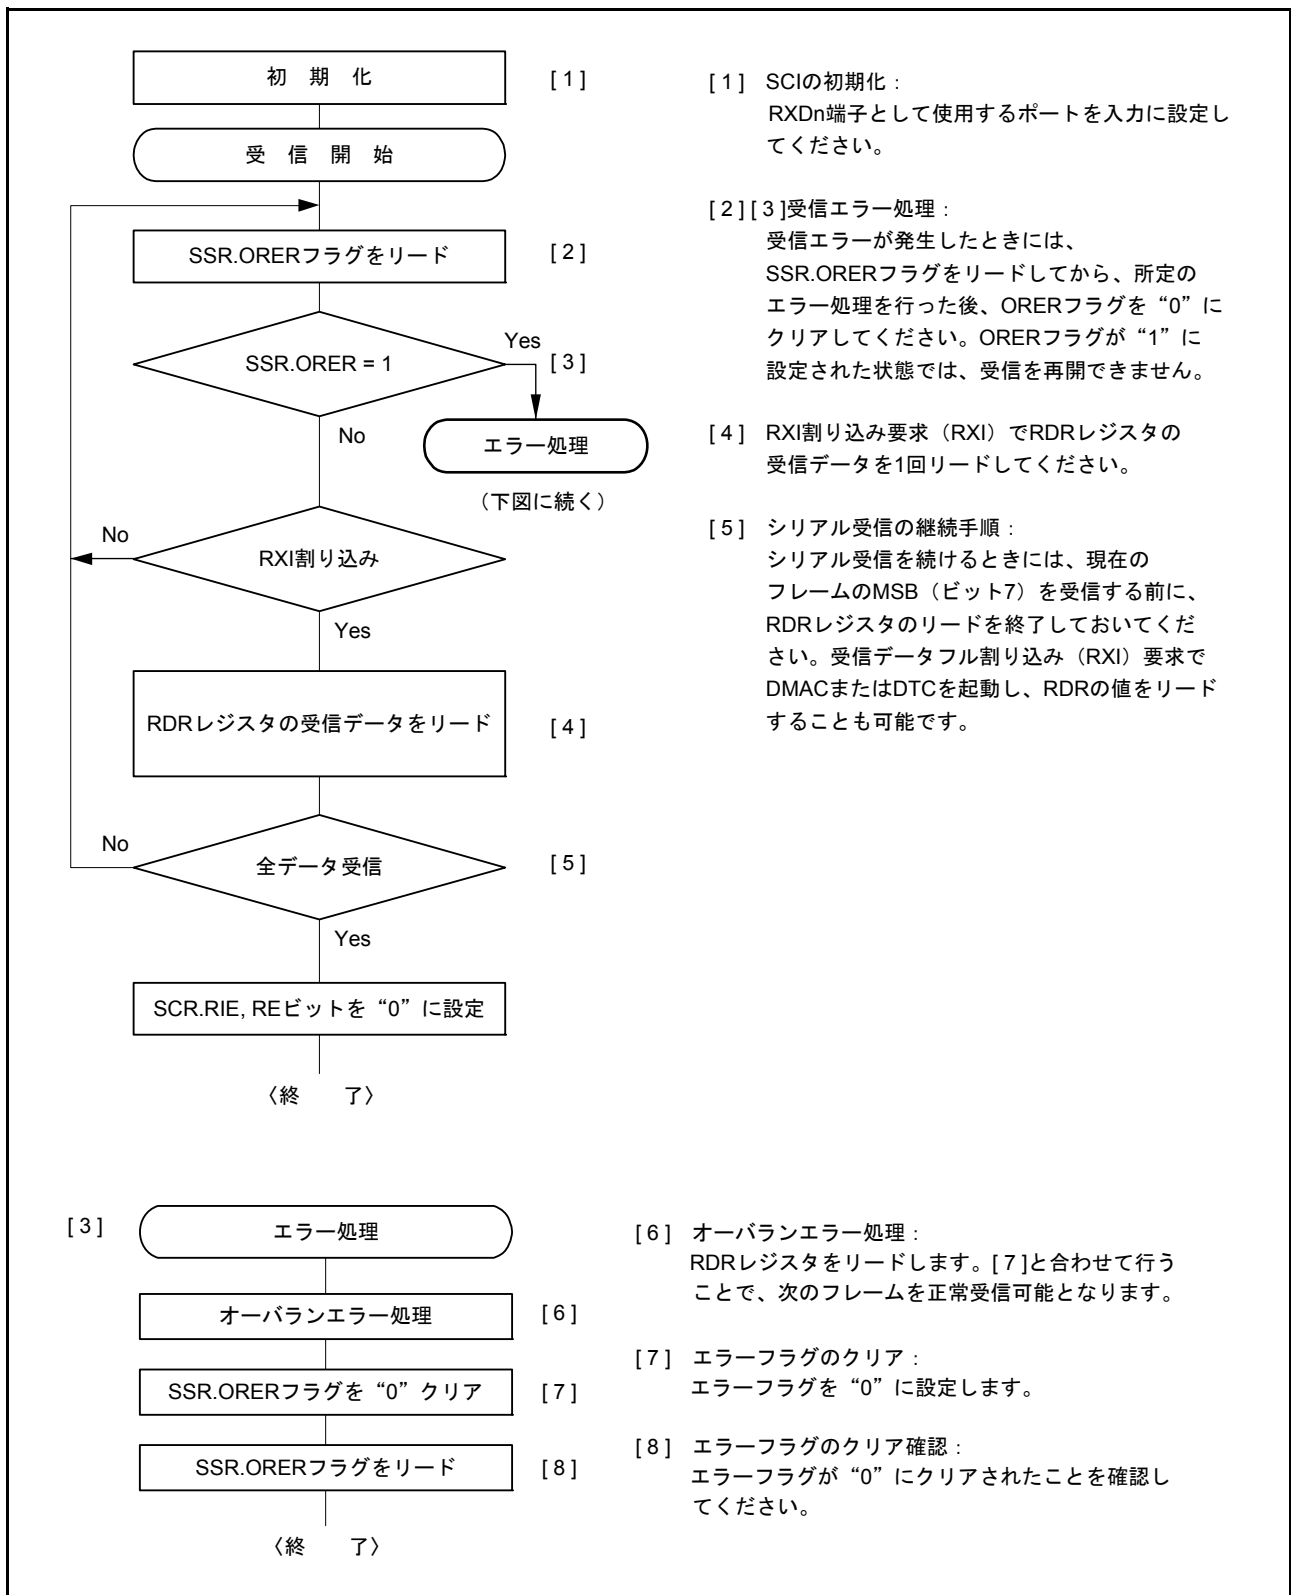 初 期 化
[ 1 ]
受 信 開 始
SSR.ORERフラグをリード
[ 2 ]
SSR.ORER = 1
Yes
[ 3 ]
No
エラー処理
（下図に続く）
RXI割り込み
No
Yes
RDRレジスタの受信データをリード
[ 4 ]
全データ受信
No
[ 5 ]
Yes
SCR.RIE, REビットを“0”に設定
〈終 了〉
[ 1 ] SCIの初期化：
RXDn端子として使用するポートを入力に設定し
てください。
[ 2 ][ 3 ]受信エラー処理：
受信エラーが発生したときには、
SSR.ORERフラグをリードしてから、所定の
エラー処理を行った後、ORERフラグを“0”に
クリアしてください。ORERフラグが“1”に
設定された状態では、受信を再開できません。
[ 4 ] RXI割り込み要求（RXI）でRDRレジスタの
受信データを1回リードしてください。
[ 5 ] シリアル受信の継続手順：
シリアル受信を続けるときには、現在の
フレームのMSB（ビット7）を受信する前に、
RDRレジスタのリードを終了しておいてくだ
さい。受信データフル割り込み（RXI）要求で
DMACまたはDTCを起動し、RDRの値をリード
することも可能です。
[ 3 ]
エラー処理
オーバランエラー処理
[ 6 ]
SSR.ORERフラグを“0”クリア
[ 7 ]
SSR.ORERフラグをリード
[ 8 ]
〈終 了〉
[ 6 ] オーバランエラー処理：
RDRレジスタをリードします。[ 7 ]と合わせて行う
ことで、次のフレームを正常受信可能となります。
[ 7 ] エラーフラグのクリア：
エラーフラグを“0”に設定します。
[ 8 ] エラーフラグのクリア確認：
エラーフラグが“0”にクリアされたことを確認し
てください。